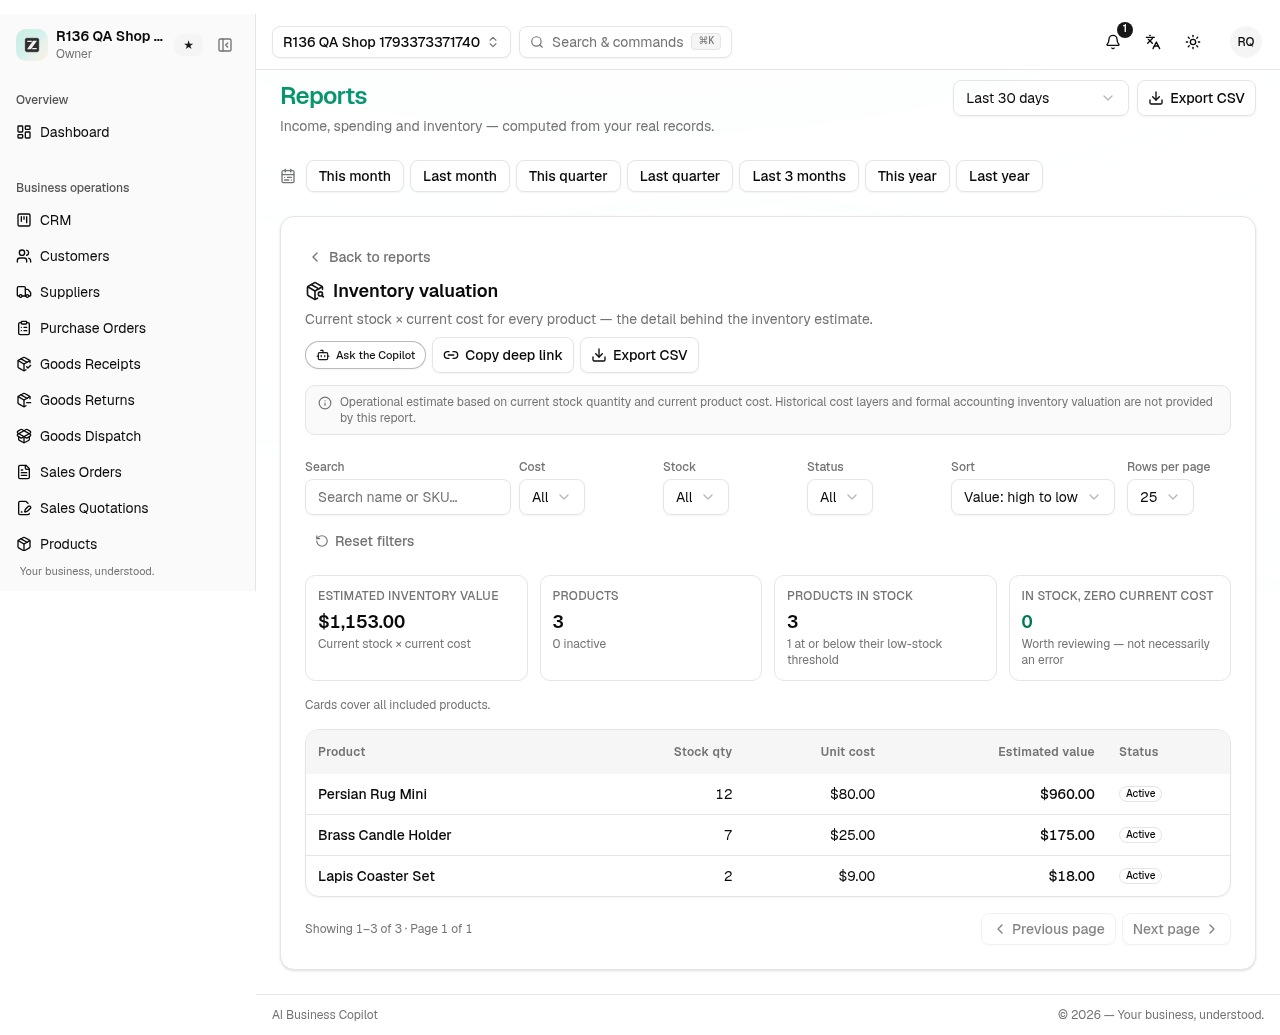 R136 QA Shop ...
Owner
★
R136 QA Shop 1793373371740
Search & commands
⌘K
1
RQ
Overview
Dashboard
Business operations
CRM
Customers
Suppliers
Purchase Orders
Goods Receipts
Goods Returns
Goods Dispatch
Sales Orders
Sales Quotations
Products
Your business, understood.
Reports
Income, spending and inventory — computed from your real records.
Last 30 days
Export CSV
This month
Last month
This quarter
Last quarter
Last 3 months
This year
Last year
Back to reports
Inventory valuation
Current stock × current cost for every product — the detail behind the inventory estimate.
Ask the Copilot
Copy deep link
Export CSV
Operational estimate based on current stock quantity and current product cost. Historical cost layers and formal accounting inventory valuation are not provided
by this report.
Search
Cost
Stock
Status
Sort
Rows per page
Search name or SKU...
All
All
All
Value: high to low
25
Reset filters
ESTIMATED INVENTORY VALUE
$1,153.00
Current stock × current cost
PRODUCTS
3
0 inactive
PRODUCTS IN STOCK
3
1 at or below their low-stock
threshold
IN STOCK, ZERO CURRENT COST
0
Worth reviewing — not necessarily
an error
Cards cover all included products.
Product Stock qty Unit cost Estimated value Status
Persian Rug Mini 12 $80.00 $960.00 Active
Brass Candle Holder 7 $25.00 $175.00 Active
Lapis Coaster Set 2 $9.00 $18.00 Active
Showing 1–3 of 3 · Page 1 of 1
Previous page
Next page
AI Business Copilot
© 2026 — Your business, understood.